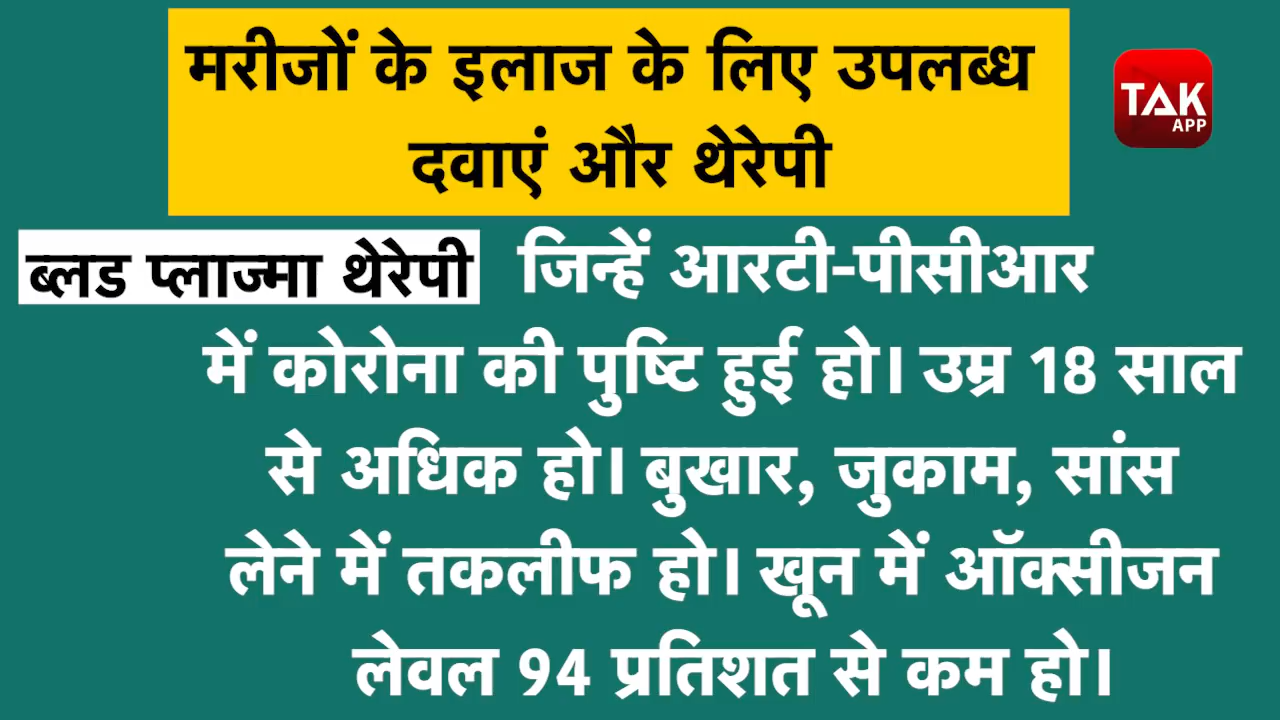 मरीजों के इलाज के लिए उपलब्ध
दवाएं और थेरेपी
TAK
APP
ब्लड प्लाज्मा थेरेपी जिन्हें आरटी-पीसीआर
में कोरोना की पुष्टि हुई हो। उम्र 18 साल
से अधिक हो। बुखार, जुकाम, सांस
लेने में तकलीफ हो। खून में ऑक्सीजन
लेवल 94 प्रतिशत से कम हो।